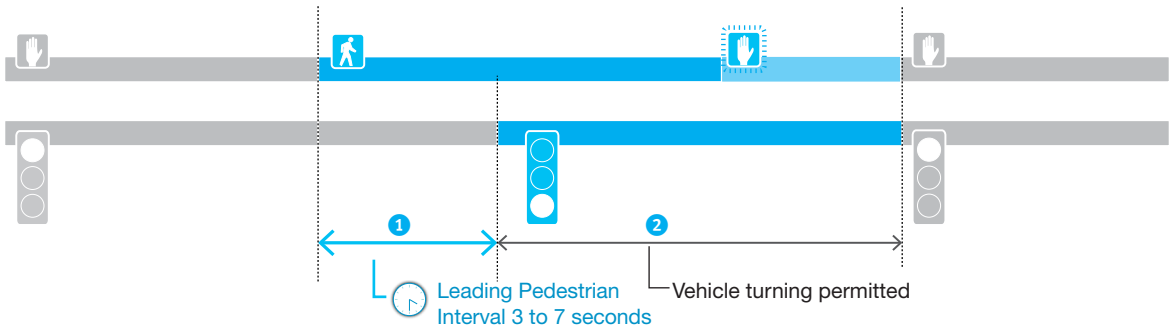 1
2
Leading Pedestrian
Interval 3 to 7 seconds
Vehicle turning permitted